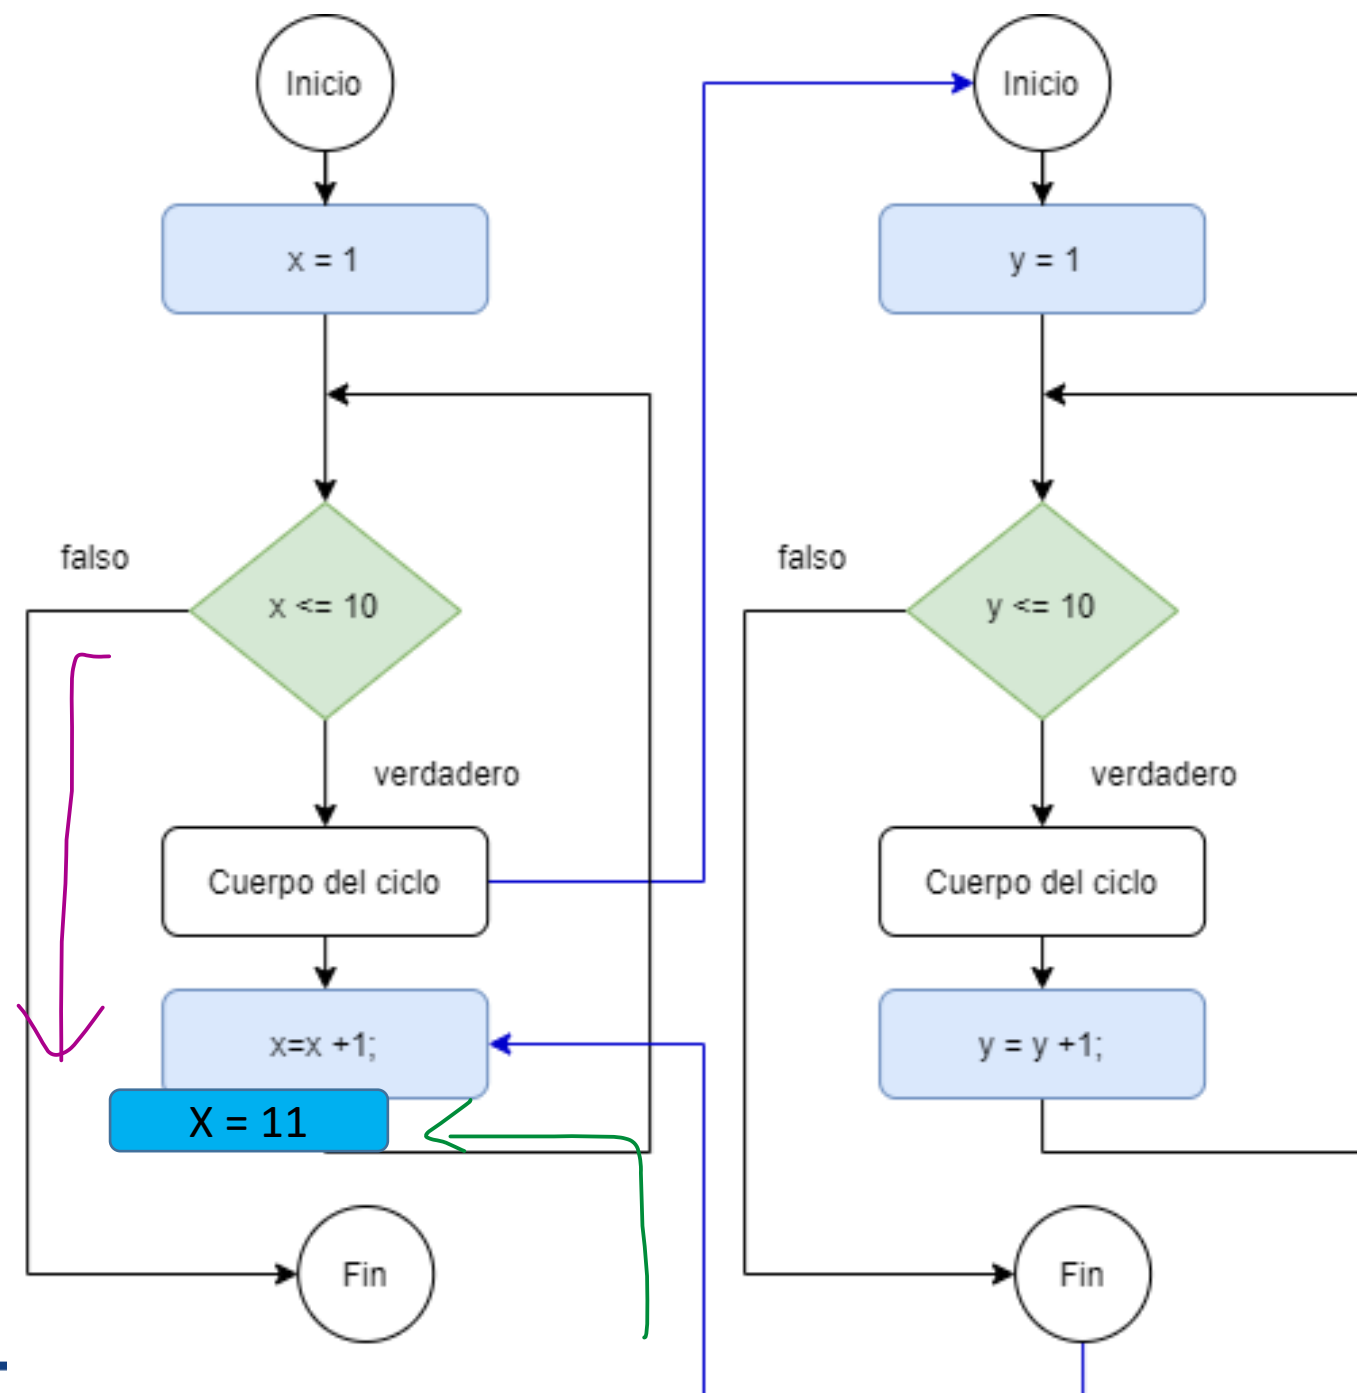 Inicio
x = 1
falso
x <= 10
verdadero
Cuerpo del ciclo
x=x +1;
X = 11
Fin
Inicio
y = 1
falso
y <= 10
verdadero
Cuerpo del ciclo
y = y +1;
Fin